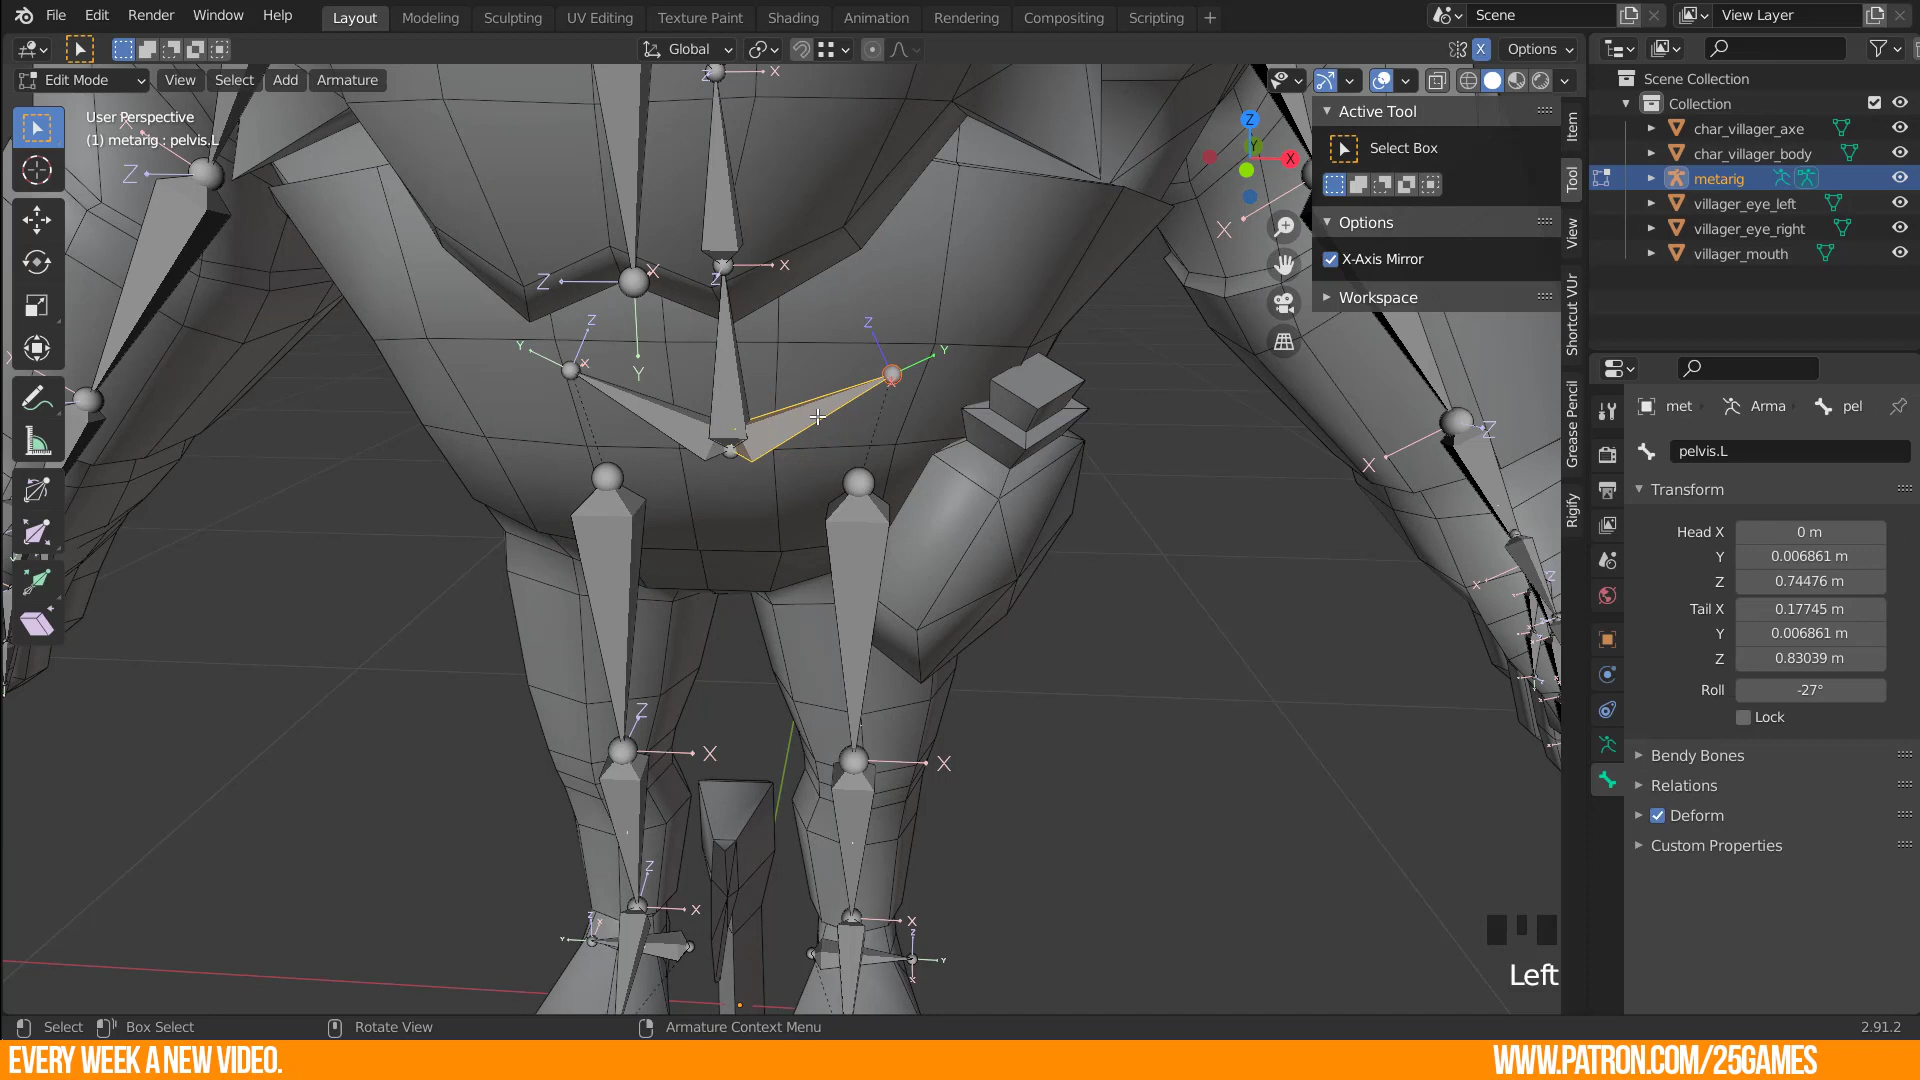 File Edit Render Window Help
Layout Modeling Sculpting UV Editing Texture Paint Shading Animation Rendering Compositing Scripting +
Scene View Layer
Global X Options
Edit Mode View Select Add Armature
User Perspective
(1) metarig : pelvis.L
Active Tool
Select Box
Options
X-Axis Mirror
Workspace
Item
Tool
View
Shortcut VUr
Grease Pencil
Rigify
Scene Collection
Collection
char_villager_axe
char_villager_body
metarig
villager_eye_left
villager_eye_right
villager_mouth
met Arma pel
pelvis.L
Transform
Head X 0 m
Y 0.006861 m
Z 0.74476 m
Tail X 0.17745 m
Y 0.006861 m
Z 0.83039 m
Roll -27°
Lock
Bendy Bones
Relations
Deform
Custom Properties
Left
Select Box Select Rotate View Armature Context Menu 2.91.2
EVERY WEEK A NEW VIDEO. WWW.PATRON.COM/25GAMES